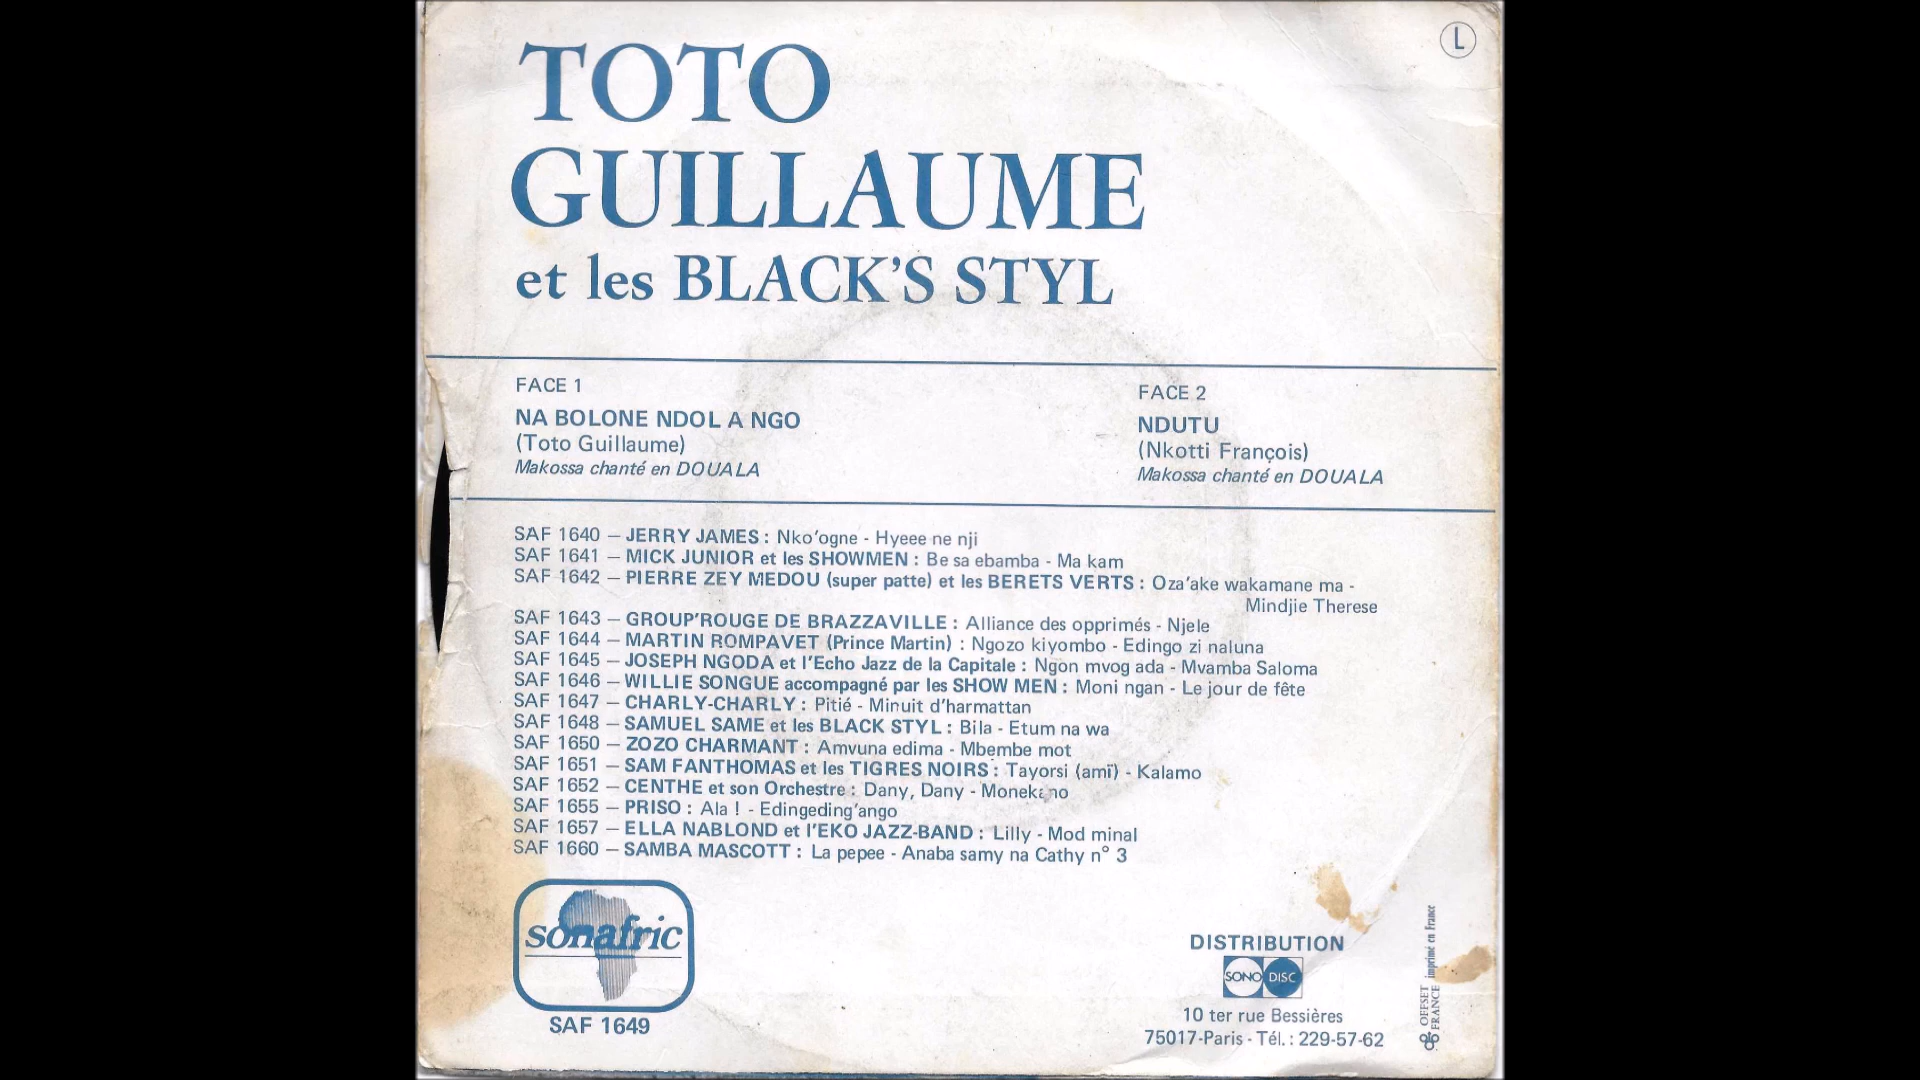 TOTO
GUILLAUME
et les BLACK'S STYL
L
FACE 1
NA BOLONE NDOL A NGO
(Toto Guillaume)
Makossa chanté en DOUALA
FACE 2
NDUTU
(Nkotti François)
Makossa chanté en DOUALA
SAF 1640 – JERRY JAMES : Nko'ogne - Hyeee ne nji
SAF 1641 – MICK JUNIOR et les SHOWMEN : Be sa ebamba - Ma kam
SAF 1642 – PIERRE ZEY MEDOU (super patte) et les BERETS VERTS : Oza'ake wakamane ma -
Mindjie Therese
SAF 1643 – GROUP'ROUGE DE BRAZZAVILLE : Alliance des opprimés - Njele
SAF 1644 – MARTIN ROMPAVET (Prince Martin) : Ngozo kiyombo - Edingo zi naluna
SAF 1645 – JOSEPH NGODA et l'Echo Jazz de la Capitale : Ngon mvog ada - Mvamba Saloma
SAF 1646 – WILLIE SONGUE accompagné par les SHOW MEN : Moni ngan - Le jour de fête
SAF 1647 – CHARLY-CHARLY : Pitié - Minuit d'harmattan
SAF 1648 – SAMUEL SAME et les BLACK STYL : Bila - Etum na wa
SAF 1650 – ZOZO CHARMANT : Amvuna edima - Mbembe mot
SAF 1651 – SAM FANTHOMAS et les TIGRES NOIRS : Tayorsi (amï) - Kalamo
SAF 1652 – CENTHE et son Orchestre : Dany, Dany -
SAF 1655 – PRISO : Ala ! - Edingeding'ango
SAF 1657 – ELLA NABLOND et l'EKO JAZZ-BAND : Lilly - Mod minal
SAF 1660 – SAMBA MASCOTT : La pepee - Anaba samy na Cathy n° 3
sonafric
SAF 1649
DISTRIBUTION
SONO DISC
10 ter rue Bessières
75017-Paris - Tél. : 229-57-62
OFFSET
FRANCE
imprimé en France